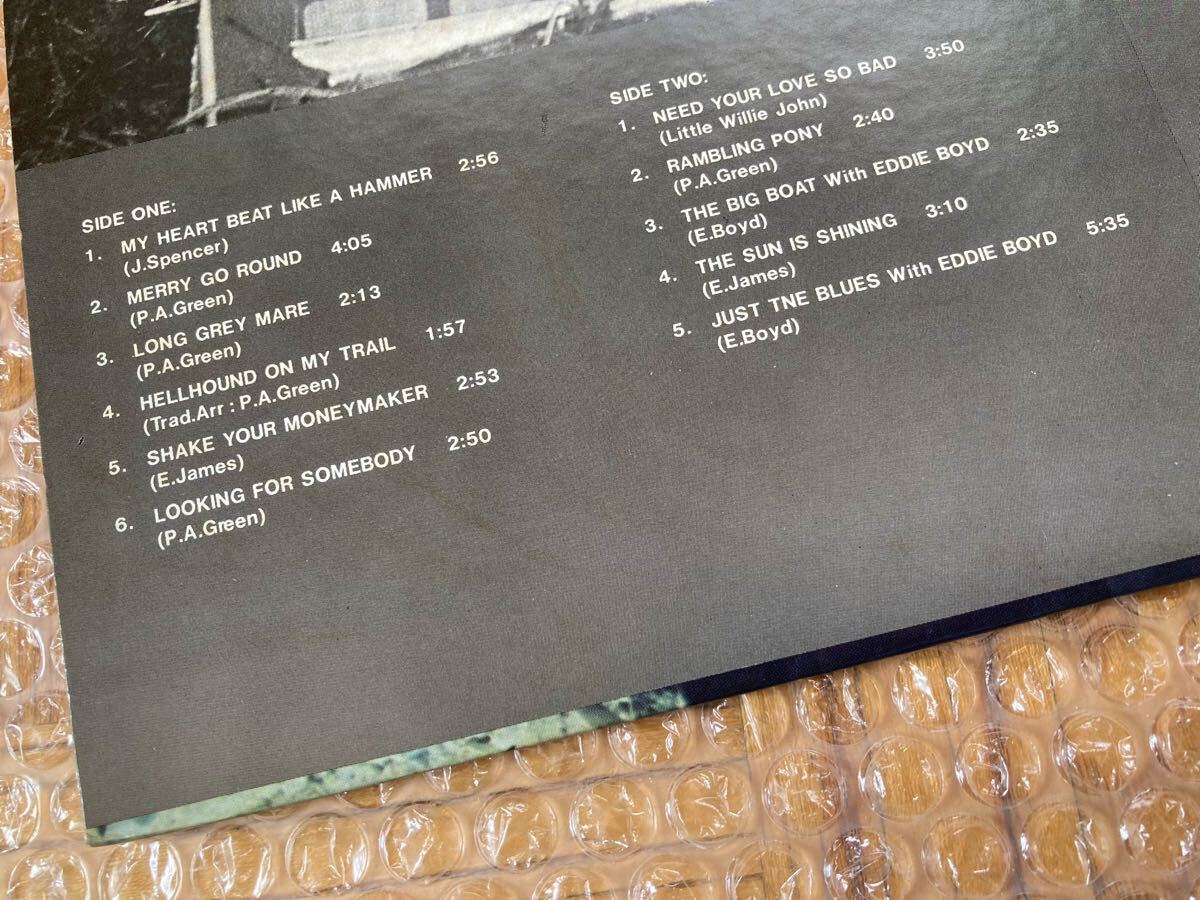 SIDE ONE:
1. MY HEART BEAT LIKE A HAMMER 2:56
(J.Spencer)
2. MERRY GO ROUND 4:05
(P.A.Green)
3. LONG GREY MARE 2:13
(P.A.Green)
4. HELLHOUND ON MY TRAIL 1:57
(Trad.Arr : P.A.Green)
5. SHAKE YOUR MONEYMAKER 2:53
(E.James)
6. LOOKING FOR SOMEBODY 2:50
(P.A.Green)
SIDE TWO:
1. NEED YOUR LOVE SO BAD 3:50
(Little Willie John)
2. RAMBLING PONY 2:40
(P.A.Green)
3. THE BIG BOAT With EDDIE BOYD 2:35
(E.Boyd)
4. THE SUN IS SHINING 3:10
(E.James)
5. JUST TNE BLUES With EDDIE BOYD 5:35
(E.Boyd)